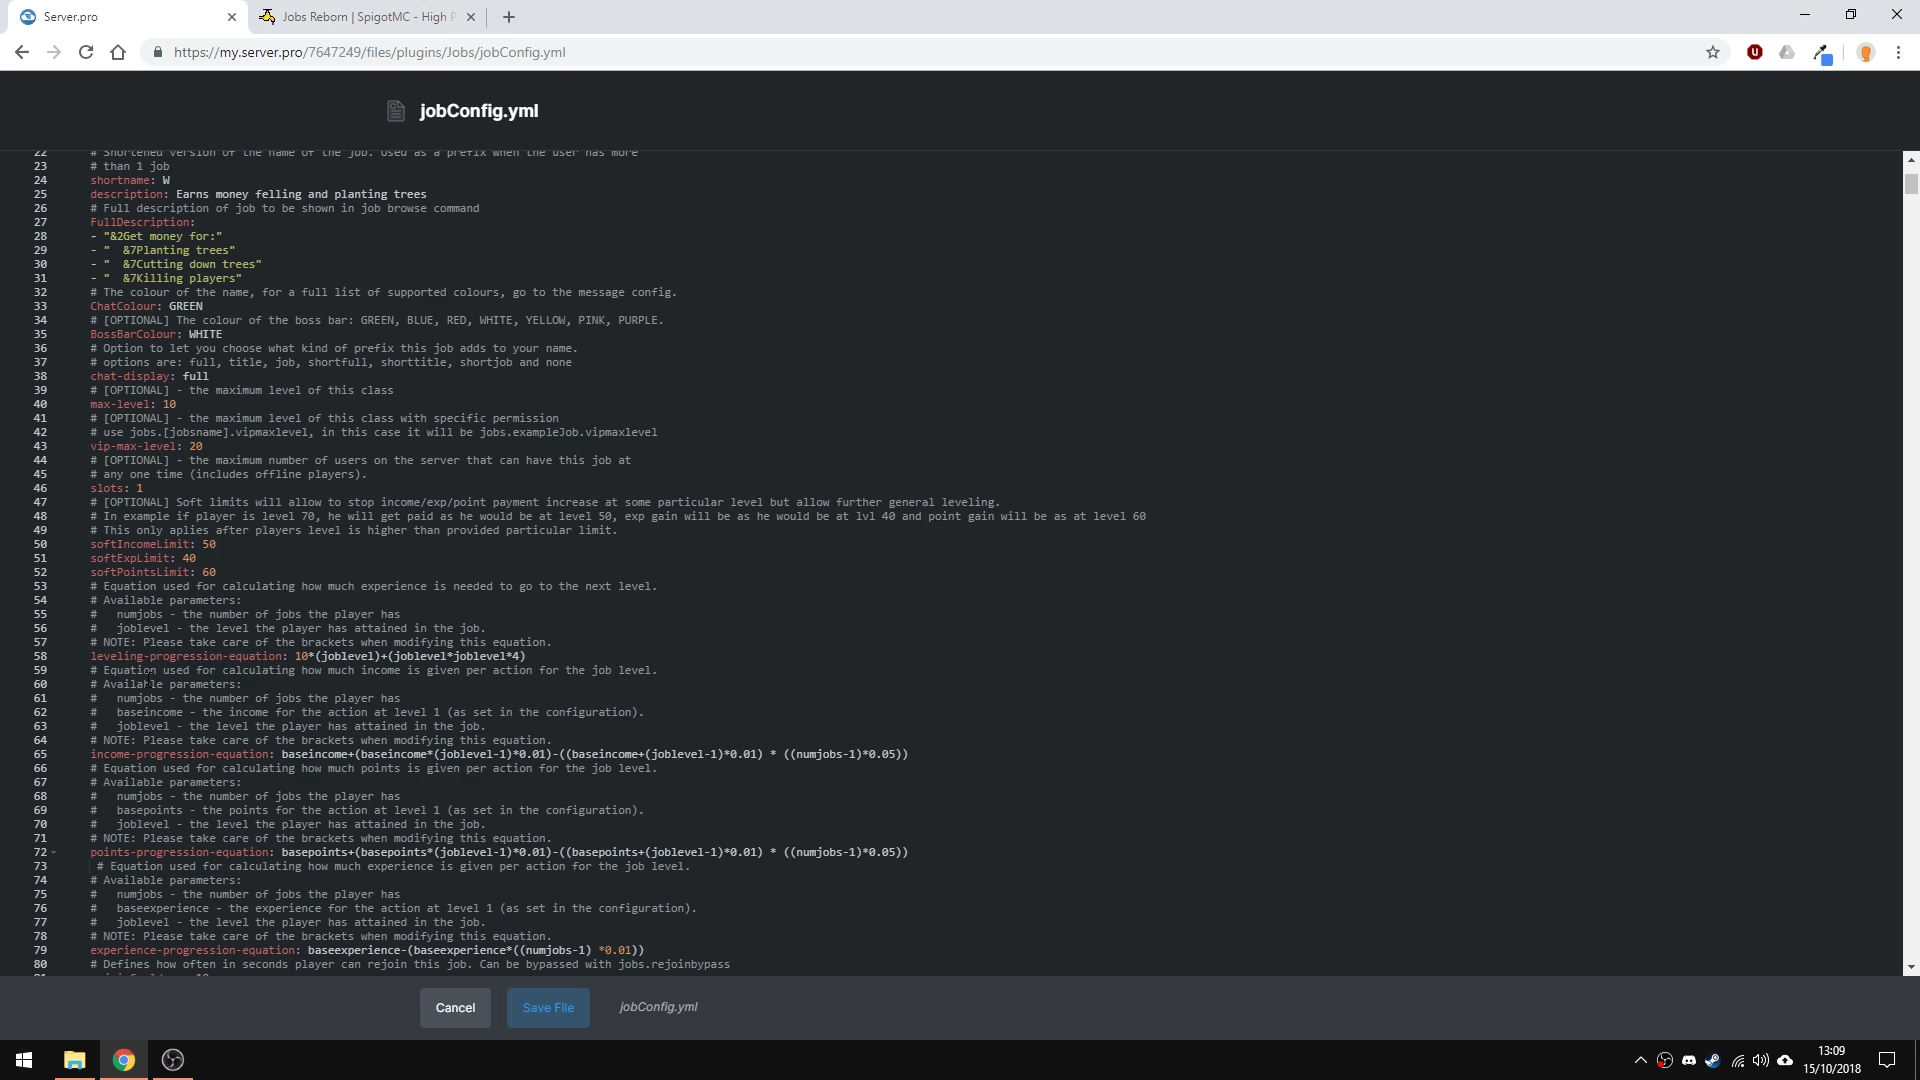 Server.pro
Jobs Reborn | SpigotMC - High P
https://my.server.pro/7647249/files/plugins/Jobs/jobConfig.yml
jobConfig.yml
22 # Shortened version of the name of the job. Used as a prefix when the user has more
23 # than 1 job
24 shortname: W
25 description: Earns money felling and planting trees
26 # Full description of job to be shown in job browse command
27 FullDescription:
28 - "&2Get money for:"
29 - "  &7Planting trees"
30 - "  &7Cutting down trees"
31 - "  &7Killing players"
32 # The colour of the name, for a full list of supported colours, go to the message config.
33 ChatColour: GREEN
34 # [OPTIONAL] The colour of the boss bar: GREEN, BLUE, RED, WHITE, YELLOW, PINK, PURPLE.
35 BossBarColour: WHITE
36 # Option to let you choose what kind of prefix this job adds to your name.
37 # options are: full, title, job, shortfull, shorttitle, shortjob and none
38 chat-display: full
39 # [OPTIONAL] - the maximum level of this class
40 max-level: 10
41 # [OPTIONAL] - the maximum level of this class with specific permission
42 # use jobs.[jobsname].vipmaxlevel, in this case it will be jobs.exampleJob.vipmaxlevel
43 vip-max-level: 20
44 # [OPTIONAL] - the maximum number of users on the server that can have this job at
45 # any one time (includes offline players).
46 slots: 1
47 # [OPTIONAL] Soft limits will allow to stop income/exp/point payment increase at some particular level but allow further general leveling.
48 # In example if player is level 70, he will get paid as he would be at level 50, exp gain will be as he would be at lvl 40 and point gain will be as at level 60
49 # This only aplies after players level is higher than provided particular limit.
50 softIncomeLimit: 50
51 softExpLimit: 40
52 softPointsLimit: 60
53 # Equation used for calculating how much experience is needed to go to the next level.
54 # Available parameters:
55 #   numjobs - the number of jobs the player has
56 #   joblevel - the level the player has attained in the job.
57 # NOTE: Please take care of the brackets when modifying this equation.
58 leveling-progression-equation: 10*(joblevel)+(joblevel*joblevel*4)
59 # Equation used for calculating how much income is given per action for the job level.
60 # Available parameters:
61 #   numjobs - the number of jobs the player has
62 #   baseincome - the income for the action at level 1 (as set in the configuration).
63 #   joblevel - the level the player has attained in the job.
64 # NOTE: Please take care of the brackets when modifying this equation.
65 income-progression-equation: baseincome+(baseincome*(joblevel-1)*0.01)-((baseincome+(joblevel-1)*0.01) * ((numjobs-1)*0.05))
66 # Equation used for calculating how much points is given per action for the job level.
67 # Available parameters:
68 #   numjobs - the number of jobs the player has
69 #   basepoints - the points for the action at level 1 (as set in the configuration).
70 #   joblevel - the level the player has attained in the job.
71 # NOTE: Please take care of the brackets when modifying this equation.
72 points-progression-equation: basepoints+(basepoints*(joblevel-1)*0.01)-((basepoints+(joblevel-1)*0.01) * ((numjobs-1)*0.05))
73  # Equation used for calculating how much experience is given per action for the job level.
74 # Available parameters:
75 #   numjobs - the number of jobs the player has
76 #   baseexperience - the experience for the action at level 1 (as set in the configuration).
77 #   joblevel - the level the player has attained in the job.
78 # NOTE: Please take care of the brackets when modifying this equation.
79 experience-progression-equation: baseexperience-(baseexperience*((numjobs-1) *0.01))
80 # Defines how often in seconds player can rejoin this job. Can be bypassed with jobs.rejoinbypass
Cancel
Save File
jobConfig.yml
13:09
15/10/2018